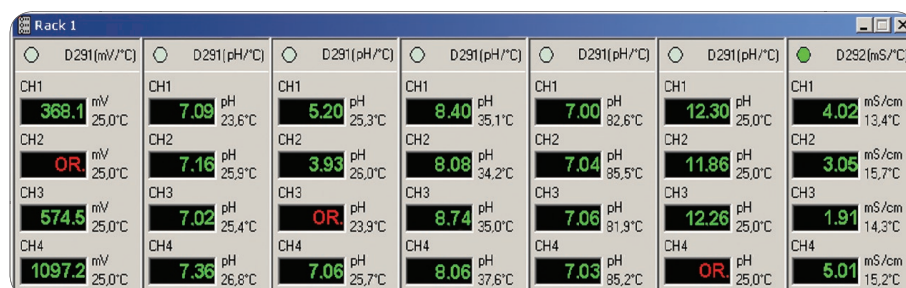 Rack 1
D291(mV/°C) D291(pH/°C) D291(pH/°C) D291(pH/°C) D291(pH/°C) D291(pH/°C) D292(mS/°C)
CH1 CH1 CH1 CH1 CH1 CH1 CH1
368.1 mV 7.09 pH 5.20 pH 8.40 pH 7.00 pH 12.30 pH 4.02 mS/cm
25,0°C 23,6°C 25,3°C 35,1°C 82,6°C 25,0°C 13,4°C
CH2 CH2 CH2 CH2 CH2 CH2 CH2
OR. mV 7.16 pH 3.93 pH 8.08 pH 7.04 pH 11.86 pH 3.05 mS/cm
25,0°C 25,9°C 26,0°C 34,2°C 85,5°C 25,0°C 15,7°C
CH3 CH3 CH3 CH3 CH3 CH3 CH3
574.5 mV 7.02 pH OR. pH 8.74 pH 7.06 pH 12.26 pH 1.91 mS/cm
25,0°C 25,4°C 23,9°C 35,0°C 81,9°C 25,0°C 14,3°C
CH4 CH4 CH4 CH4 CH4 CH4 CH4
1097.2 mV 7.36 pH 7.06 pH 8.06 pH 7.03 pH OR. pH 5.01 mS/cm
25,0°C 26,8°C 25,7°C 37,6°C 85,2°C 25,0°C 15,2°C